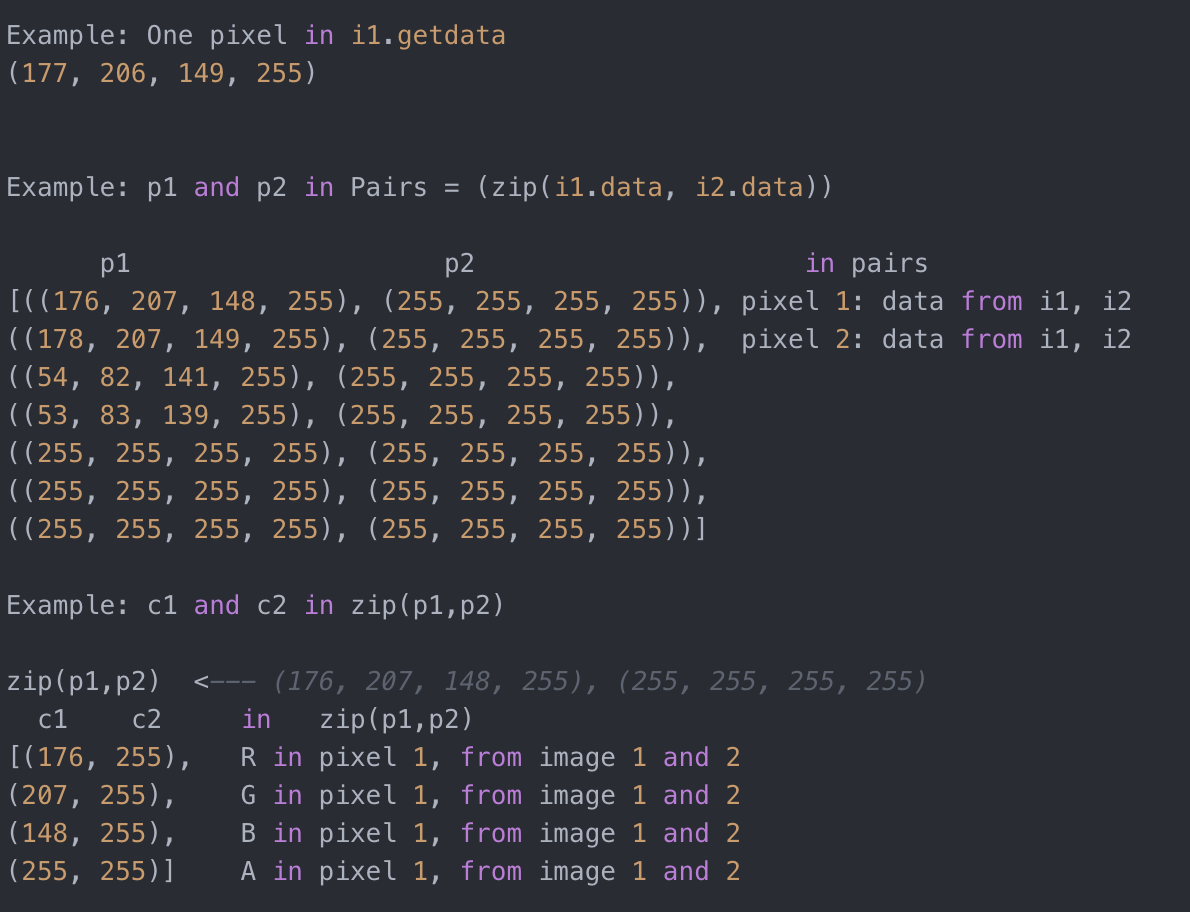 Example: One pixel in i1.getdata
(177, 206, 149, 255)
Example: p1 and p2 in Pairs = (zip(i1.data, i2.data))
p1 p2 in pairs
[((176, 207, 148, 255), (255, 255, 255, 255)), pixel 1: data from i1, i2
((178, 207, 149, 255), (255, 255, 255, 255)), pixel 2: data from i1, i2
((54, 82, 141, 255), (255, 255, 255, 255)),
((53, 83, 139, 255), (255, 255, 255, 255)),
((255, 255, 255, 255), (255, 255, 255, 255)),
((255, 255, 255, 255), (255, 255, 255, 255)),
((255, 255, 255, 255), (255, 255, 255, 255))]
Example: c1 and c2 in zip(p1,p2)
zip(p1,p2) <--- (176, 207, 148, 255), (255, 255, 255, 255)
c1 c2 in zip(p1,p2)
[(176, 255), R in pixel 1, from image 1 and 2
(207, 255), G in pixel 1, from image 1 and 2
(148, 255), B in pixel 1, from image 1 and 2
(255, 255)] A in pixel 1, from image 1 and 2